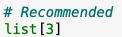 # Recommended
list[3]